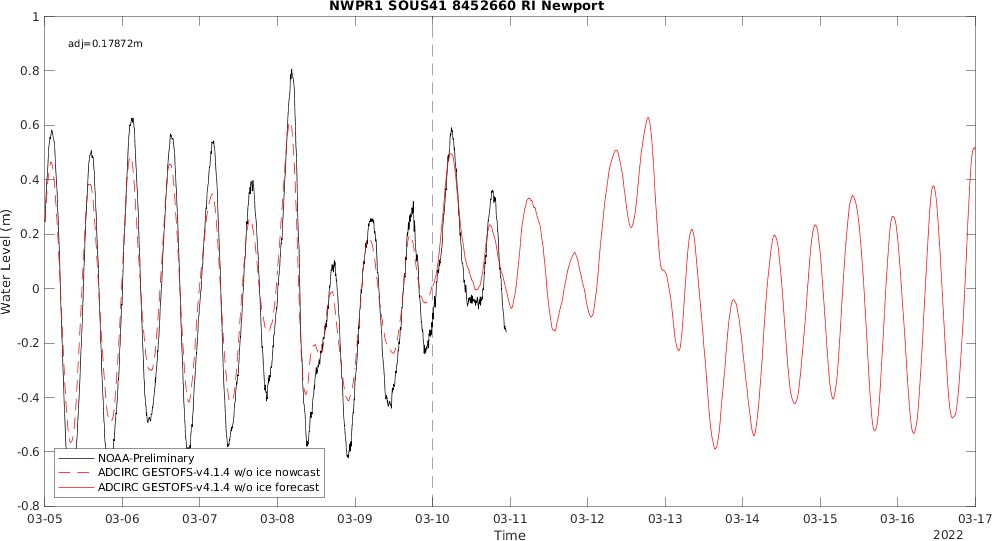 NWPR1 SOUS41 8452660 RI Newport
adj=0.17872m
Water Level (m)
1
0.8
0.6
0.4
0.2
0
-0.2
-0.4
-0.6
-0.8
NOAA-Preliminary
ADCIRC GESTOFS-v4.1.4 w/o ice nowcast
ADCIRC GESTOFS-v4.1.4 w/o ice forecast
03-05 03-06 03-07 03-08 03-09 03-10 03-11 03-12 03-13 03-14 03-15 03-16 03-17
Time
2022